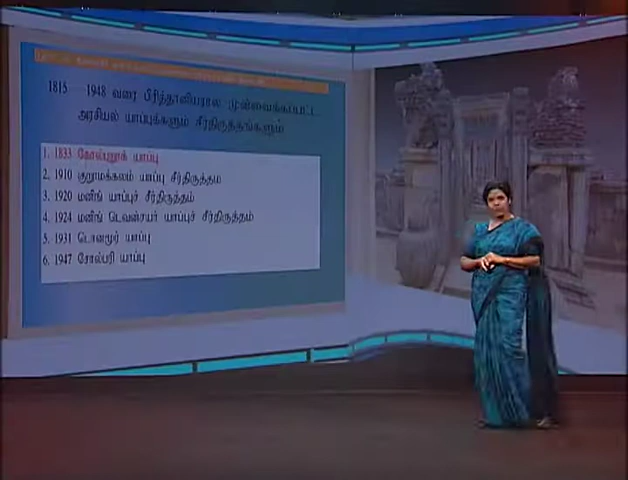 1815 - 1948 வரை பிரித்தானியரால் முன்வைக்கப்பட்ட
அரசியல் யாப்புக்களும் சீர்திருத்தங்களும்
1. 1833 கோல்புறூக் யாப்பு
2. 1910 குறூமக்கலம் யாப்பு சீர்திருத்தம
3. 1920 மனிங் யாப்புச் சீர்திருத்தம்
4. 1924 மனிங் டெவன்சயர் யாப்புச் சீர்திருத்தம்
5. 1931 டொனமூர் யாப்பு
6. 1947 சோல்பரி யாப்பு